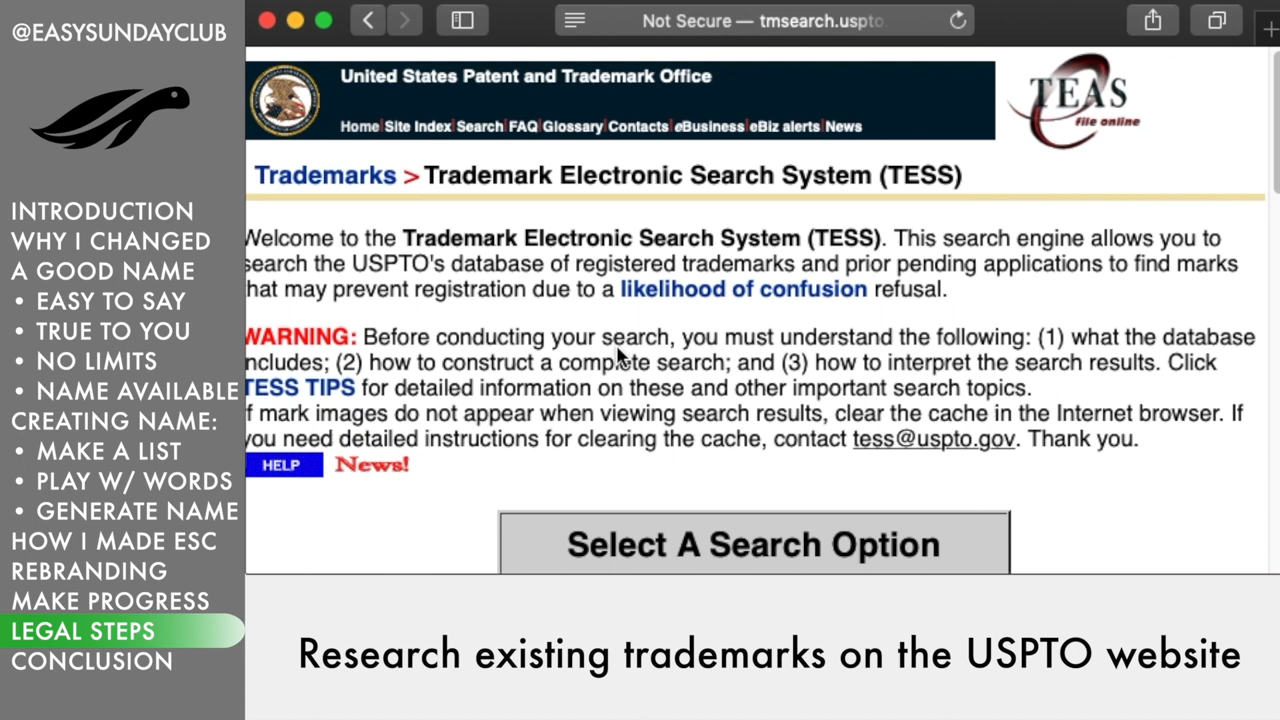 @EASYSUNDAYCLUB
INTRODUCTION
WHY I CHANGED
A GOOD NAME
• EASY TO SAY
• TRUE TO YOU
• NO LIMITS
• NAME AVAILABLE
CREATING NAME:
• MAKE A LIST
• PLAY W/ WORDS
• GENERATE NAME
HOW I MADE ESC
REBRANDING
MAKE PROGRESS
LEGAL STEPS
CONCLUSION
Not Secure — tmsearch.uspto.
United States Patent and Trademark Office
Home|Site Index|Search|FAQ|Glossary|Contacts|eBusiness|eBiz alerts|News
TEAS
file online
Trademarks > Trademark Electronic Search System (TESS)
Welcome to the Trademark Electronic Search System (TESS). This search engine allows you to
search the USPTO's database of registered trademarks and prior pending applications to find marks
that may prevent registration due to a likelihood of confusion refusal.
WARNING: Before conducting your search, you must understand the following: (1) what the database
ncludes; (2) how to construct a complete search; and (3) how to interpret the search results. Click
TESS TIPS for detailed information on these and other important search topics.
f mark images do not appear when viewing search results, clear the cache in the Internet browser. If
you need detailed instructions for clearing the cache, contact tess@uspto.gov. Thank you.
HELP News!
Select A Search Option
Research existing trademarks on the USPTO website